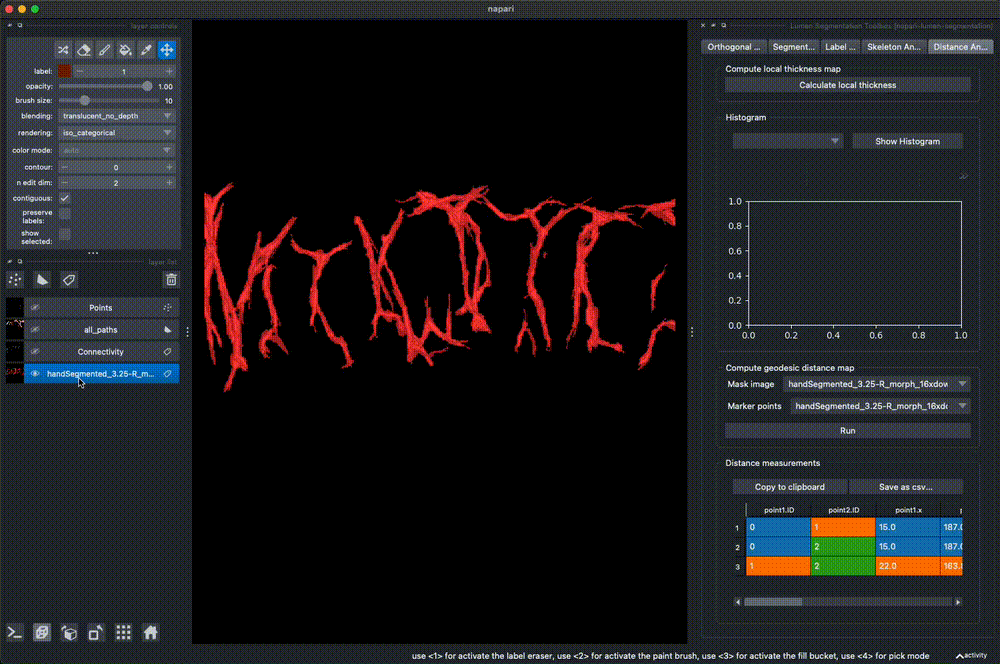 napari
layer controls
Lumen Segmentation Toolbox (napari-lumen-segmentation)
Orthogonal ... Segment... Label ... Skeleton An... Distance An...
label: 1
opacity: 1.00
brush size: 10
blending: translucent_no_depth
rendering: iso_categorical
color mode: auto
contour: 0
n edit dim: 2
contiguous:
preserve
labels:
show
selected:
layer list
Points
all_paths
Connectivity
handSegmented_3.25-R_m...
Compute local thickness map
Calculate local thickness
Histogram
Show Histogram
1.0
0.8
0.6
0.4
0.2
0.0
0.0 0.2 0.4 0.6 0.8 1.0
Compute geodesic distance map
Mask image handSegmented_3.25-R_morph_16xdow
Marker points handSegmented_3.25-R_morph_16xdc
Run
Distance measurements
Copy to clipboard Save as csv...
point1.ID point2.ID point1.x
1 0 1 15.0 187.0
2 0 2 15.0 187.0
3 1 2 22.0 163.
use <1> for activate the label eraser, use <2> for activate the paint brush, use <3> for activate the fill bucket, use <4> for pick mode
activity